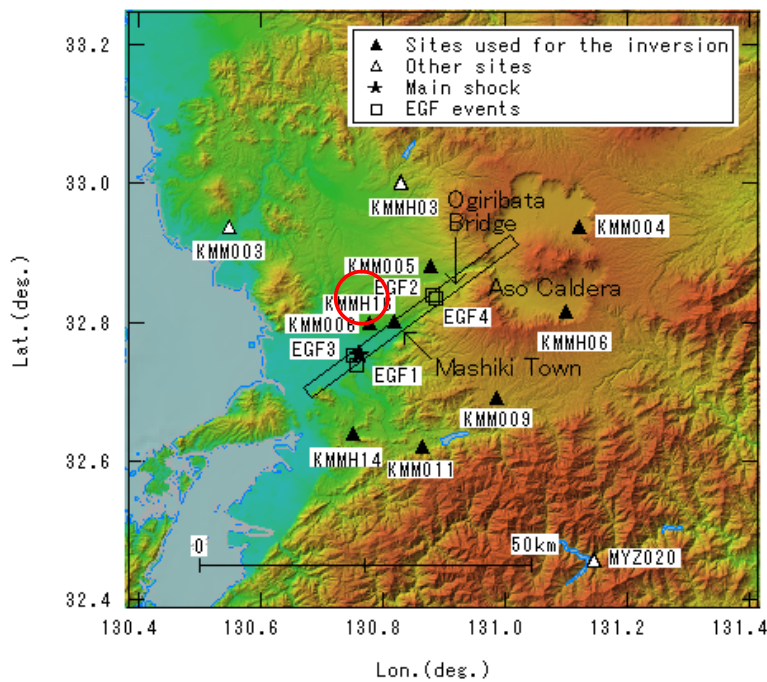 33.2
33.0
32.8
32.6
32.4
Lat.(deg.)
▲ Sites used for the inversion
△ Other sites
★ Main shock
□ EGF events
KMMH03
Ogiribata
Bridge
KMM004
KMM003
KMM005
EGF2
Aso Caldera
KMMH16
KMM006
EGF4
KMMH06
EGF3
EGF1
Mashiki Town
KMM009
KMMH14
KMM011
0
50km
MYZ020
130.4 130.6 130.8 131.0 131.2 131.4
Lon.(deg.)